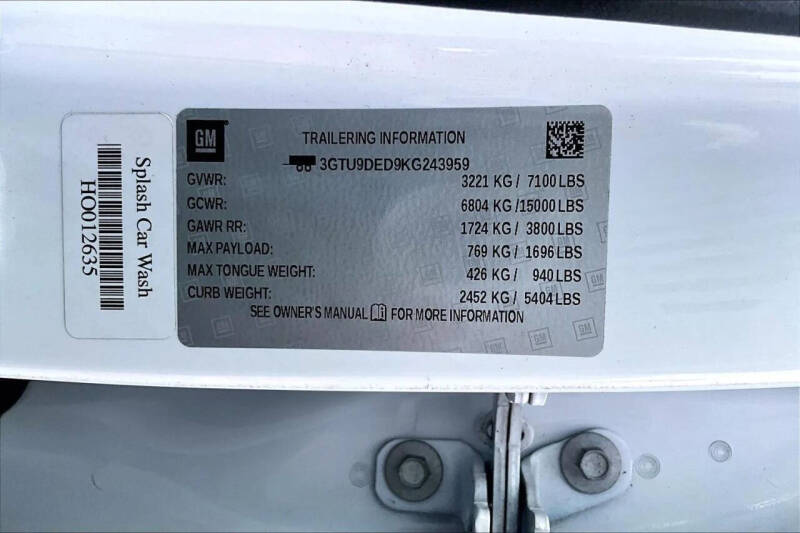 GM
TRAILERING INFORMATION
3GTU9DED9KG243959
GVWR: 3221 KG / 7100 LBS
GCWR: 6804 KG /15000 LBS
GAWR RR: 1724 KG / 3800 LBS
MAX PAYLOAD: 769 KG / 1696 LBS
MAX TONGUE WEIGHT: 426 KG / 940 LBS
CURB WEIGHT: 2452 KG / 5404 LBS
SEE OWNER'S MANUAL FOR MORE INFORMATION
Splash Car Wash
HO012635